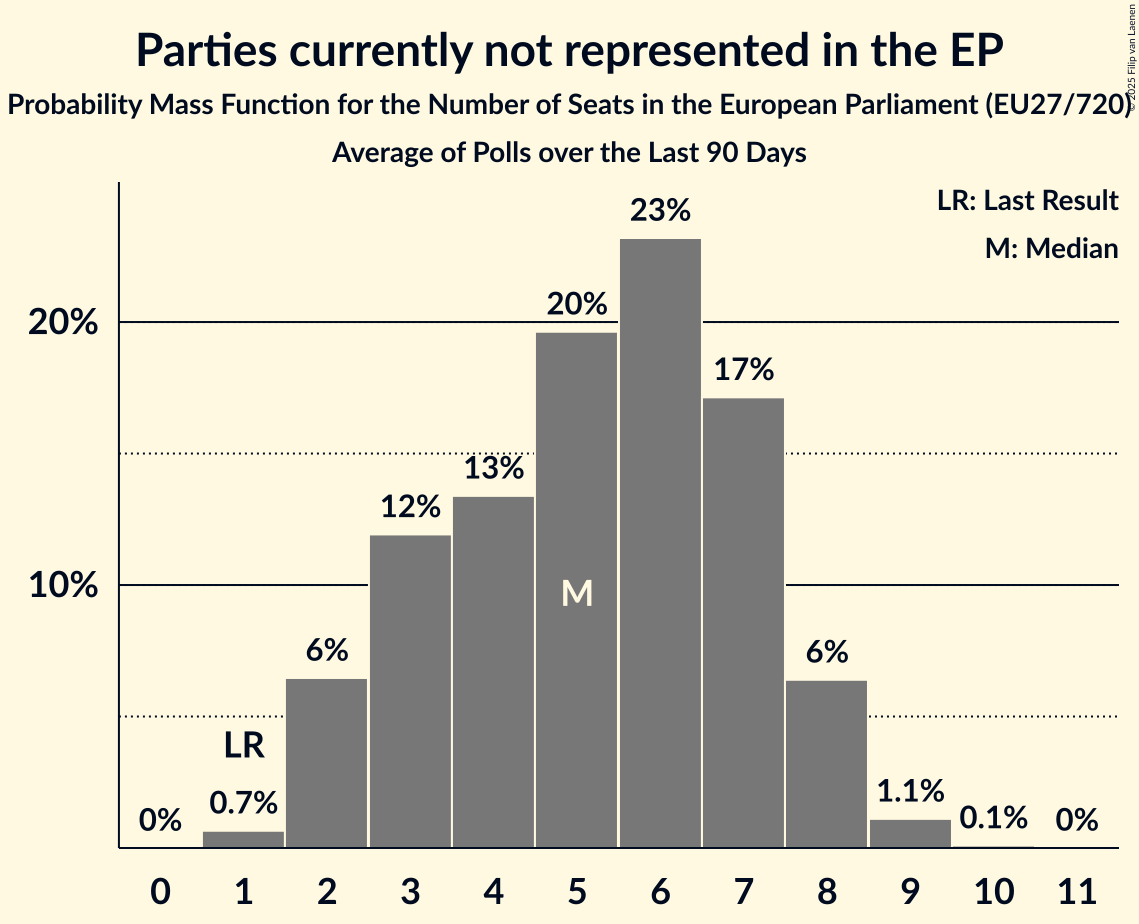 Parties currently not represented in the EP
Probability Mass Function for the Number of Seats in the European Parliament (EU27/720)
Average of Polls over the Last 90 Days
© 2025 Filip van Laenen
LR: Last Result
M: Median
20%
10%
0%
0.7%
LR
6%
12%
13%
20%
M
23%
17%
6%
1.1%
0.1%
0%
0 1 2 3 4 5 6 7 8 9 10 11